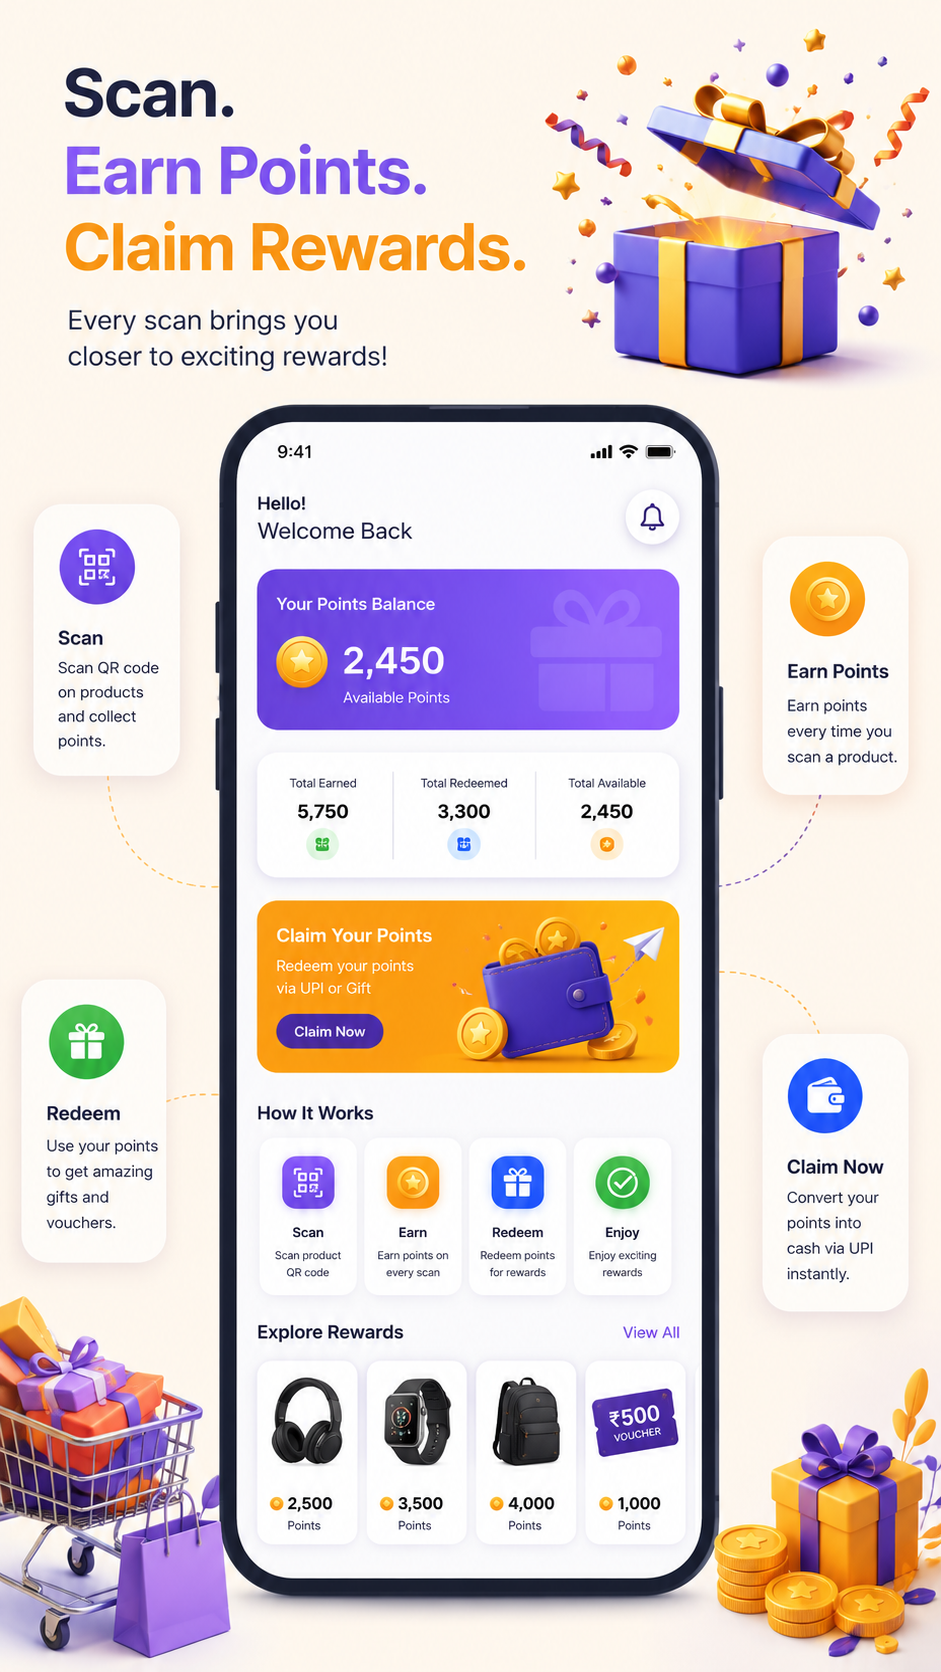 Scan.
Earn Points.
Claim Rewards.
Every scan brings you
closer to exciting rewards!
9:41
Hello!
Welcome Back
Your Points Balance
2,450
Available Points
Total Earned
5,750
Total Redeemed
3,300
Total Available
2,450
Claim Your Points
Redeem your points
via UPI or Gift
Claim Now
How It Works
Scan
Scan product
QR code
Earn
Earn points on
every scan
Redeem
Redeem points
for rewards
Enjoy
Enjoy exciting
rewards
Explore Rewards
View All
2,500
Points
3,500
Points
4,000
Points
₹500
VOUCHER
1,000
Points
Scan
Scan QR code
on products
and collect
points.
Earn Points
Earn points
every time you
scan a product.
Redeem
Use your points
to get amazing
gifts and
vouchers.
Claim Now
Convert your
points into
cash via UPI
instantly.